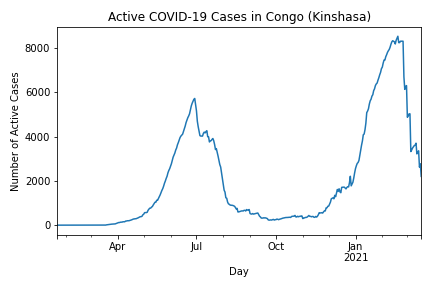 Active COVID-19 Cases in Congo (Kinshasa)
Number of Active Cases
8000
6000
4000
2000
0
Apr
Jul
Oct
Jan
2021
Day